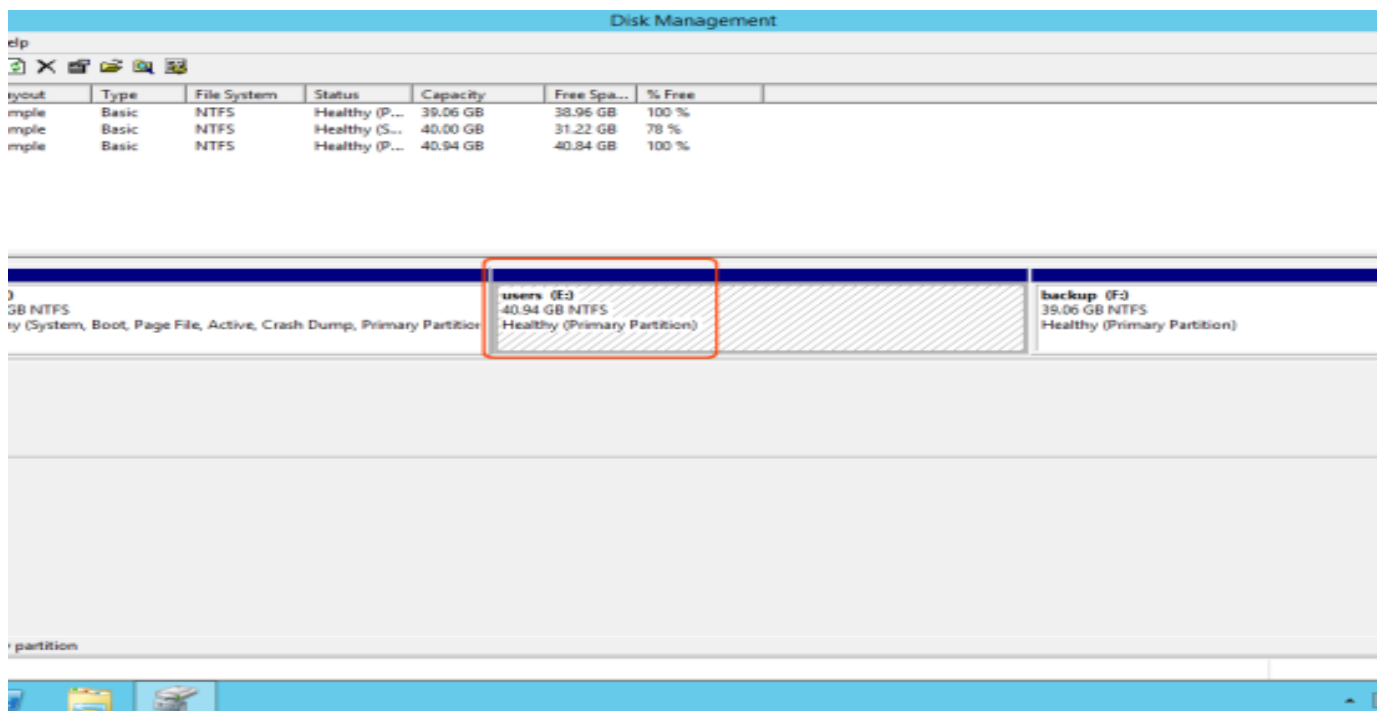 Disk Management
elp
yout Type File System Status Capacity Free Spa... % Free
mple Basic NTFS Healthy (P... 39.06 GB 38.96 GB 100 %
mple Basic NTFS Healthy (S... 40.00 GB 31.22 GB 78 %
mple Basic NTFS Healthy (P... 40.94 GB 40.84 GB 100 %
) users (E:) backup (F:)
GB NTFS 40.94 GB NTFS 39.06 GB NTFS
y (System, Boot, Page File, Active, Crash Dump, Primary Partition Healthy (Primary Partition) Healthy (Primary Partition)
partition